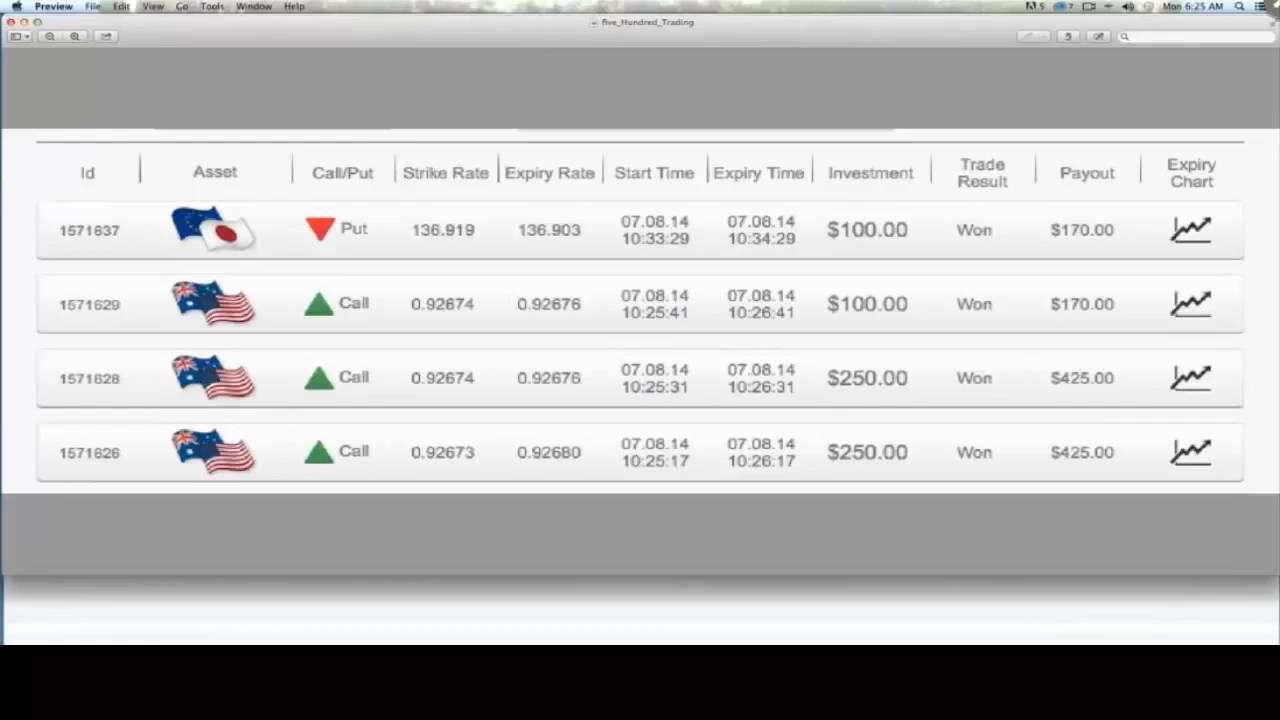 Preview File Edit View Go Tools Window Help
5 7 Mon 6:25 AM
Five_Hundred_Trading
Id Asset Call/Put Strike Rate Expiry Rate Start Time Expiry Time Investment Trade Result Payout Expiry Chart
1571637 Put 136.919 136.903 07.08.14 10:33:29 07.08.14 10:34:29 $100.00 Won $170.00
1571629 Call 0.92674 0.92676 07.08.14 10:25:41 07.08.14 10:26:41 $100.00 Won $170.00
1571628 Call 0.92674 0.92676 07.08.14 10:25:31 07.08.14 10:26:31 $250.00 Won $425.00
1571626 Call 0.92673 0.92680 07.08.14 10:25:17 07.08.14 10:26:17 $250.00 Won $425.00